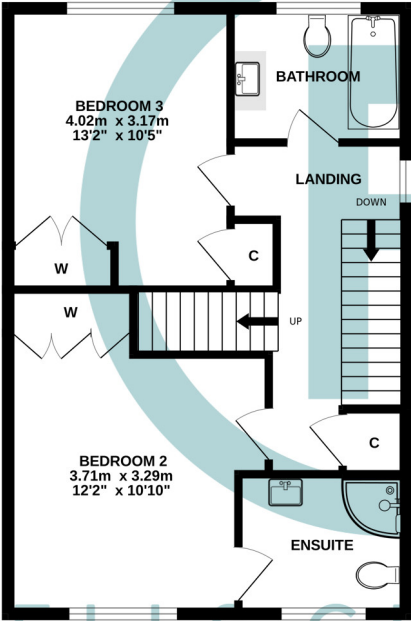 BATHROOM
BEDROOM 3
4.02m x 3.17m
13'2" x 10'5"
LANDING
DOWN
C
W
W
UP
C
BEDROOM 2
3.71m x 3.29m
12'2" x 10'10"
ENSUITE